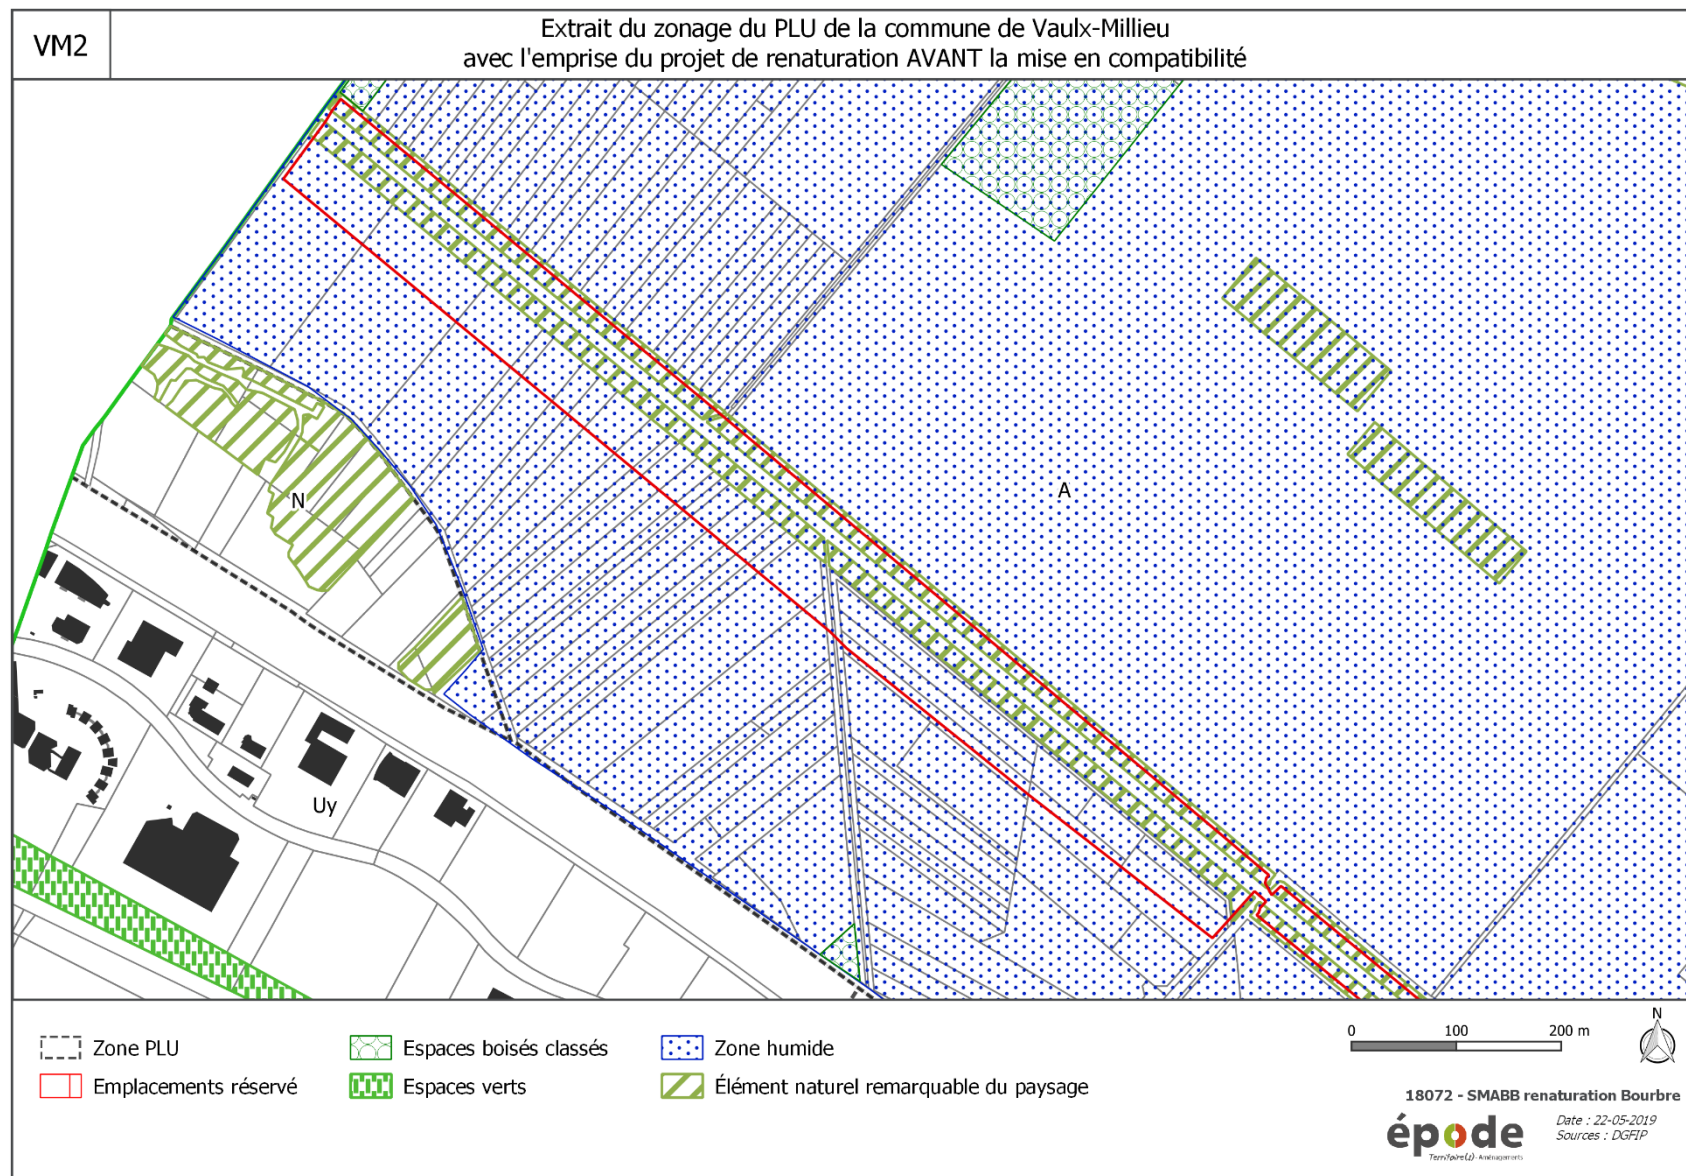 VM2
Extrait du zonage du PLU de la commune de Vaulx-Millieu
avec l'emprise du projet de renaturation AVANT la mise en compatibilité
N
A
Uy
Zone PLU
Espaces boisés classés
Zone humide
Emplacements réservé
Espaces verts
Élément naturel remarquable du paysage
0 100 200 m
N
18072 - SMABB renaturation Bourbre
épode
Territoire(s) - Aménagements
Date : 22-05-2019
Sources : DGFIP